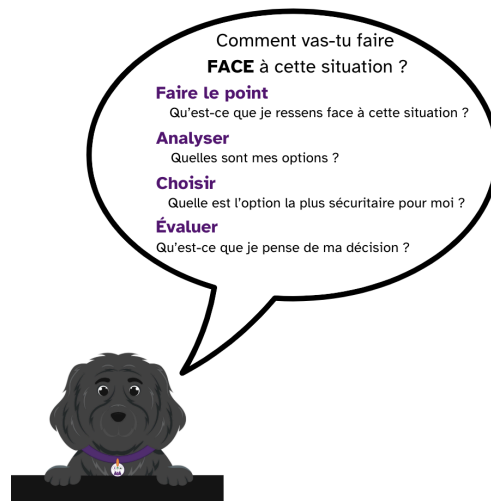 Comment vas-tu faire
FACE à cette situation ?
Faire le point
Qu'est-ce que je ressens face à cette situation ?
Analyser
Quelles sont mes options ?
Choisir
Quelle est l'option la plus sécuritaire pour moi ?
Évaluer
Qu'est-ce que je pense de ma décision ?